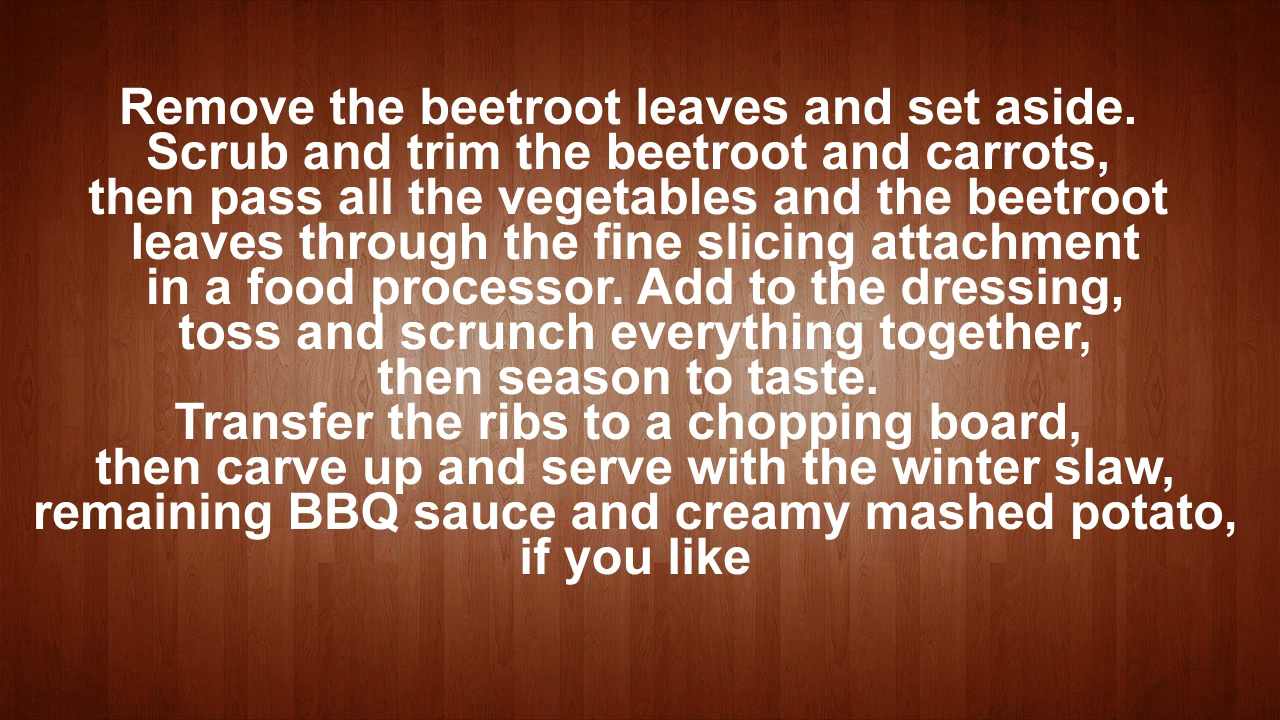 Remove the beetroot leaves and set aside.
Scrub and trim the beetroot and carrots,
then pass all the vegetables and the beetroot
leaves through the fine slicing attachment
in a food processor. Add to the dressing,
toss and scrunch everything together,
then season to taste.
Transfer the ribs to a chopping board,
then carve up and serve with the winter slaw,
remaining BBQ sauce and creamy mashed potato,
if you like